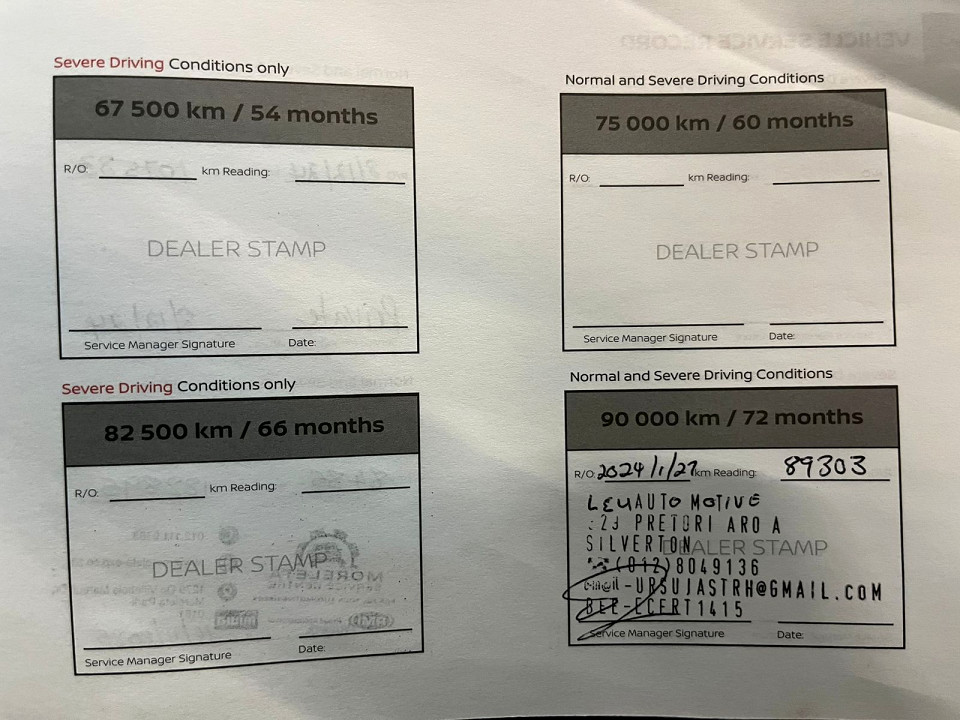 Severe Driving Conditions only
67 500 km / 54 months
R/O: km Reading:
DEALER STAMP
Service Manager Signature Date:
Normal and Severe Driving Conditions
75 000 km / 60 months
R/O: km Reading:
DEALER STAMP
Service Manager Signature Date:
Severe Driving Conditions only
82 500 km / 66 months
R/O: km Reading:
DEALER STAMP
Service Manager Signature Date:
Normal and Severe Driving Conditions
90 000 km / 72 months
R/O: 2024/1/27 km Reading: 89303
LEUAUTO MOTIVE
PRETORI ARO A
SILVERTON
DEALER STAMP
(012)8049136
email-URSUJASTRH@GMAIL.COM
Service Manager Signature Date: